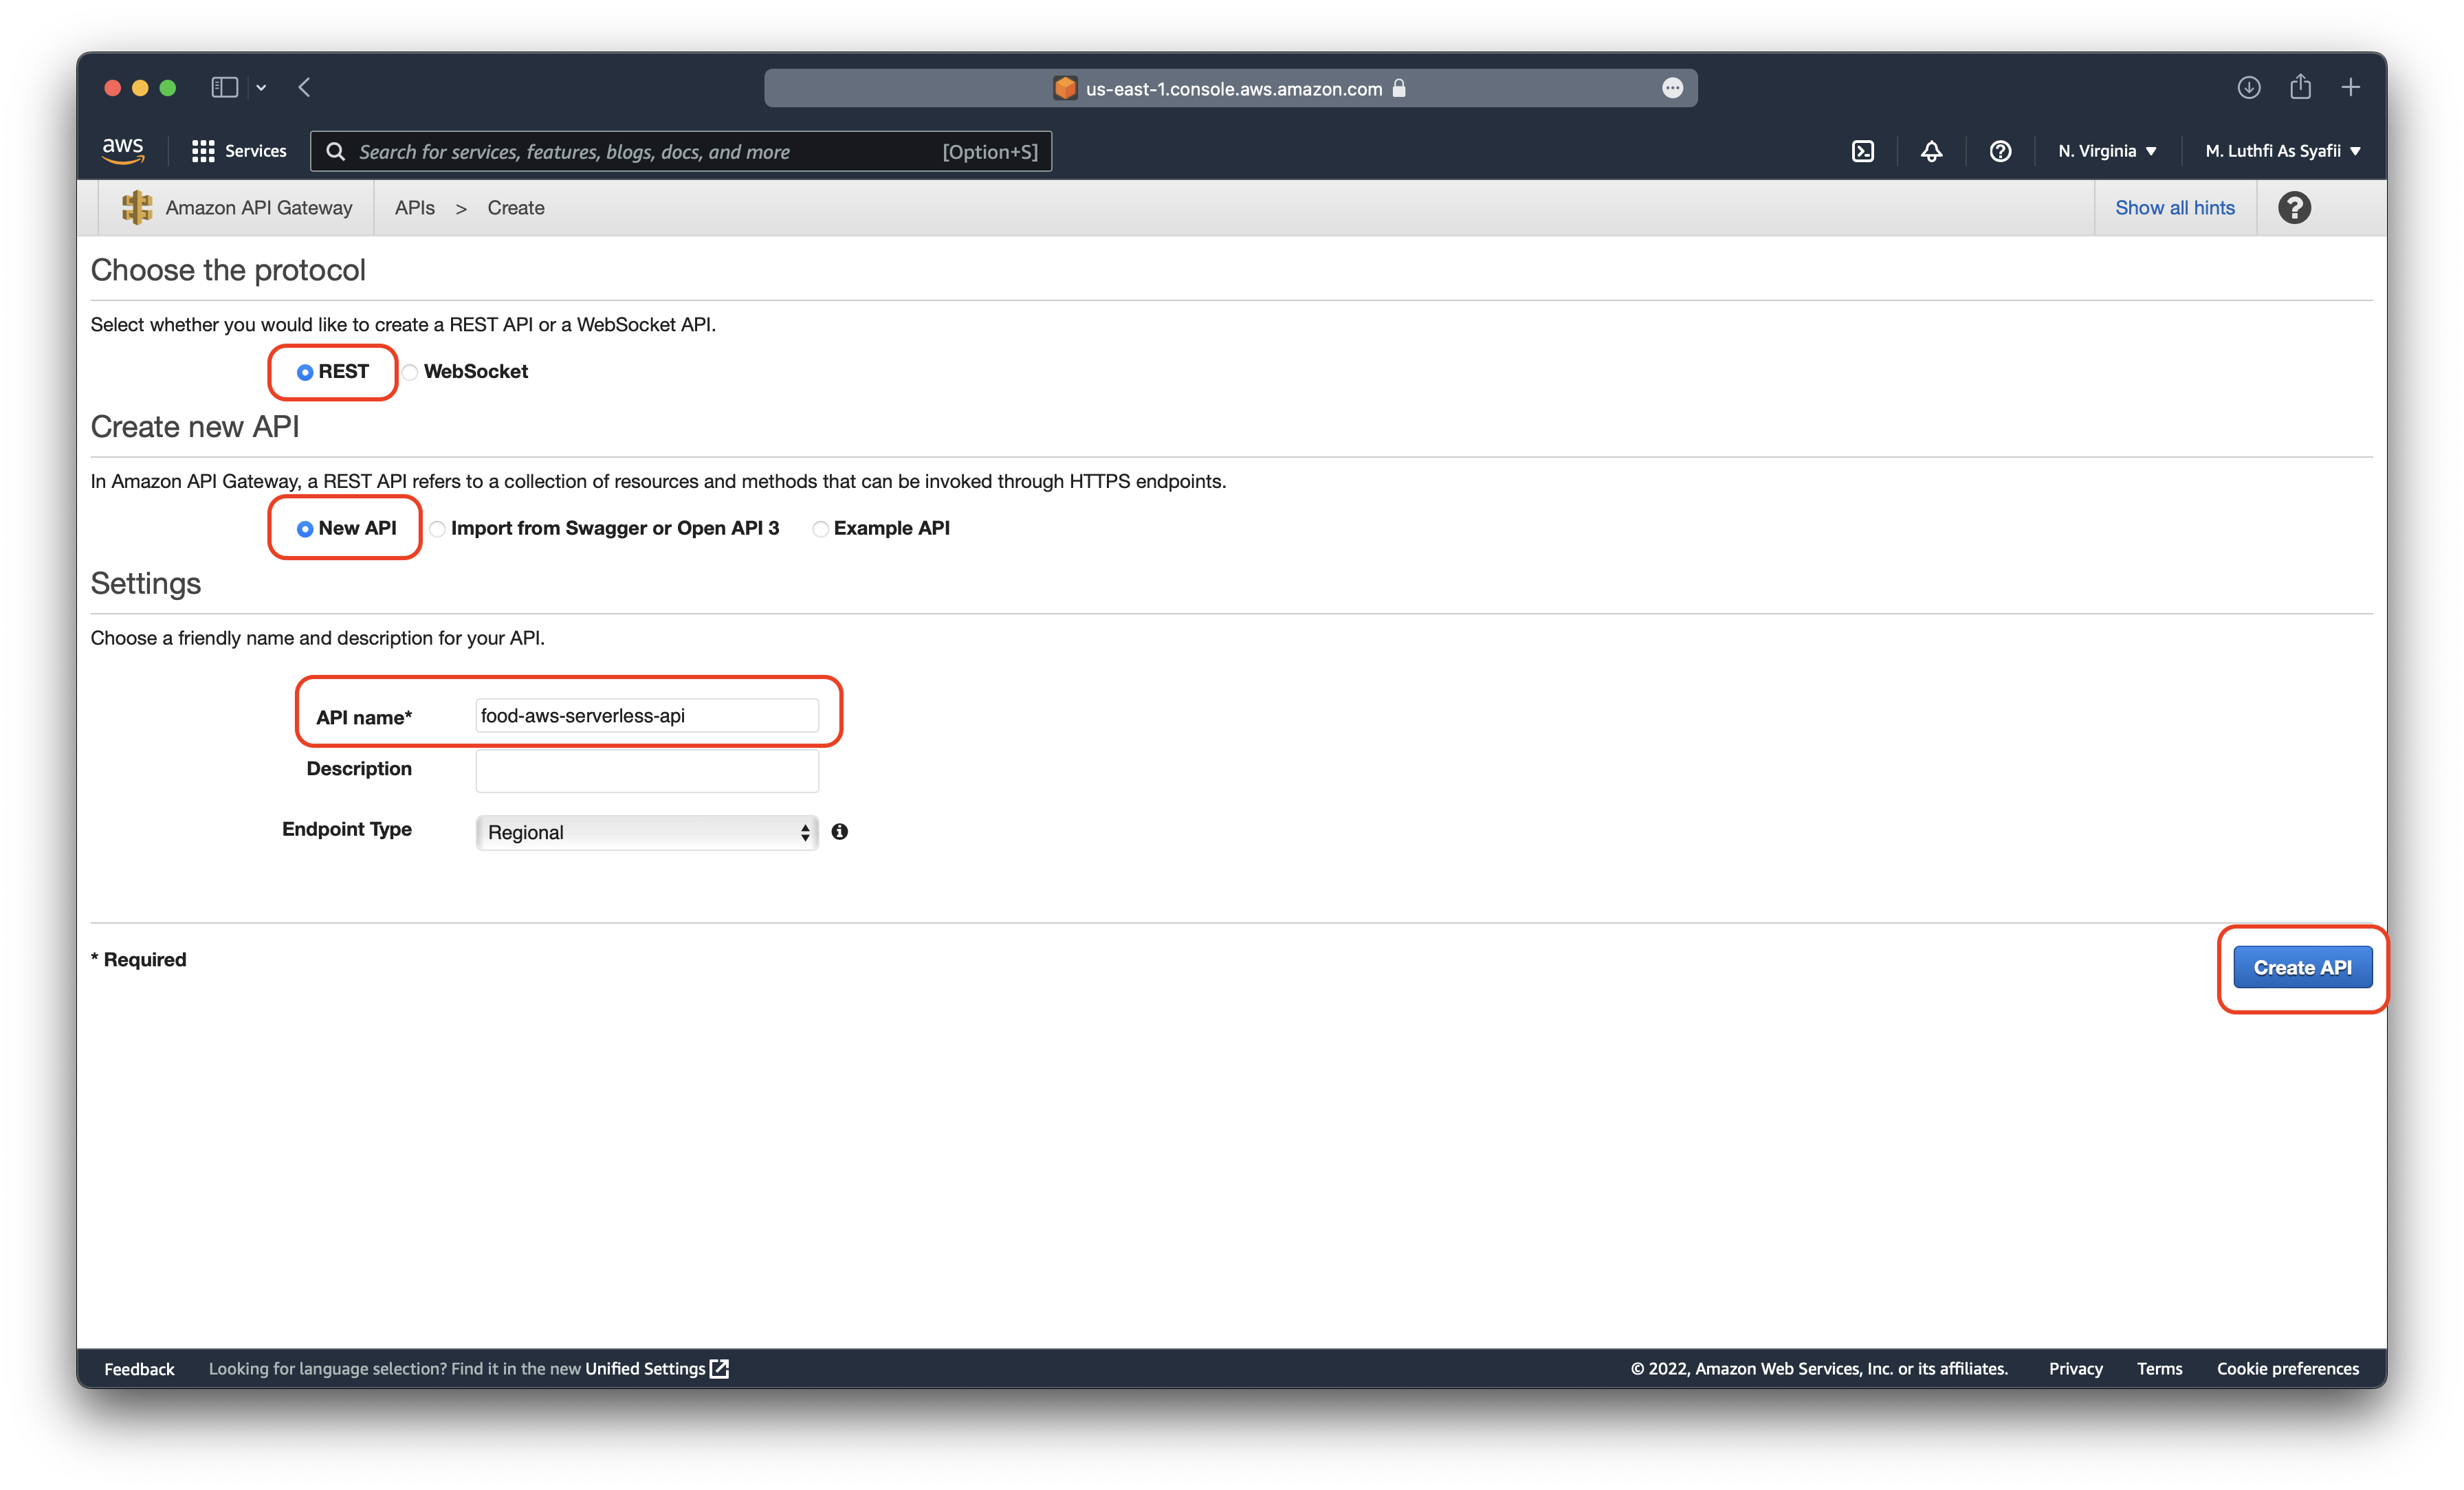 us-east-1.console.aws.amazon.com
aws Services Search for services, features, blogs, docs, and more [Option+S] N. Virginia ▼ M. Luthfi As Syafii ▼
Amazon API Gateway APIs > Create Show all hints ?
Choose the protocol
Select whether you would like to create a REST API or a WebSocket API.
REST WebSocket
Create new API
In Amazon API Gateway, a REST API refers to a collection of resources and methods that can be invoked through HTTPS endpoints.
New API Import from Swagger or Open API 3 Example API
Settings
Choose a friendly name and description for your API.
API name* food-aws-serverless-api
Description
Endpoint Type Regional
* Required Create API
Feedback Looking for language selection? Find it in the new Unified Settings © 2022, Amazon Web Services, Inc. or its affiliates. Privacy Terms Cookie preferences